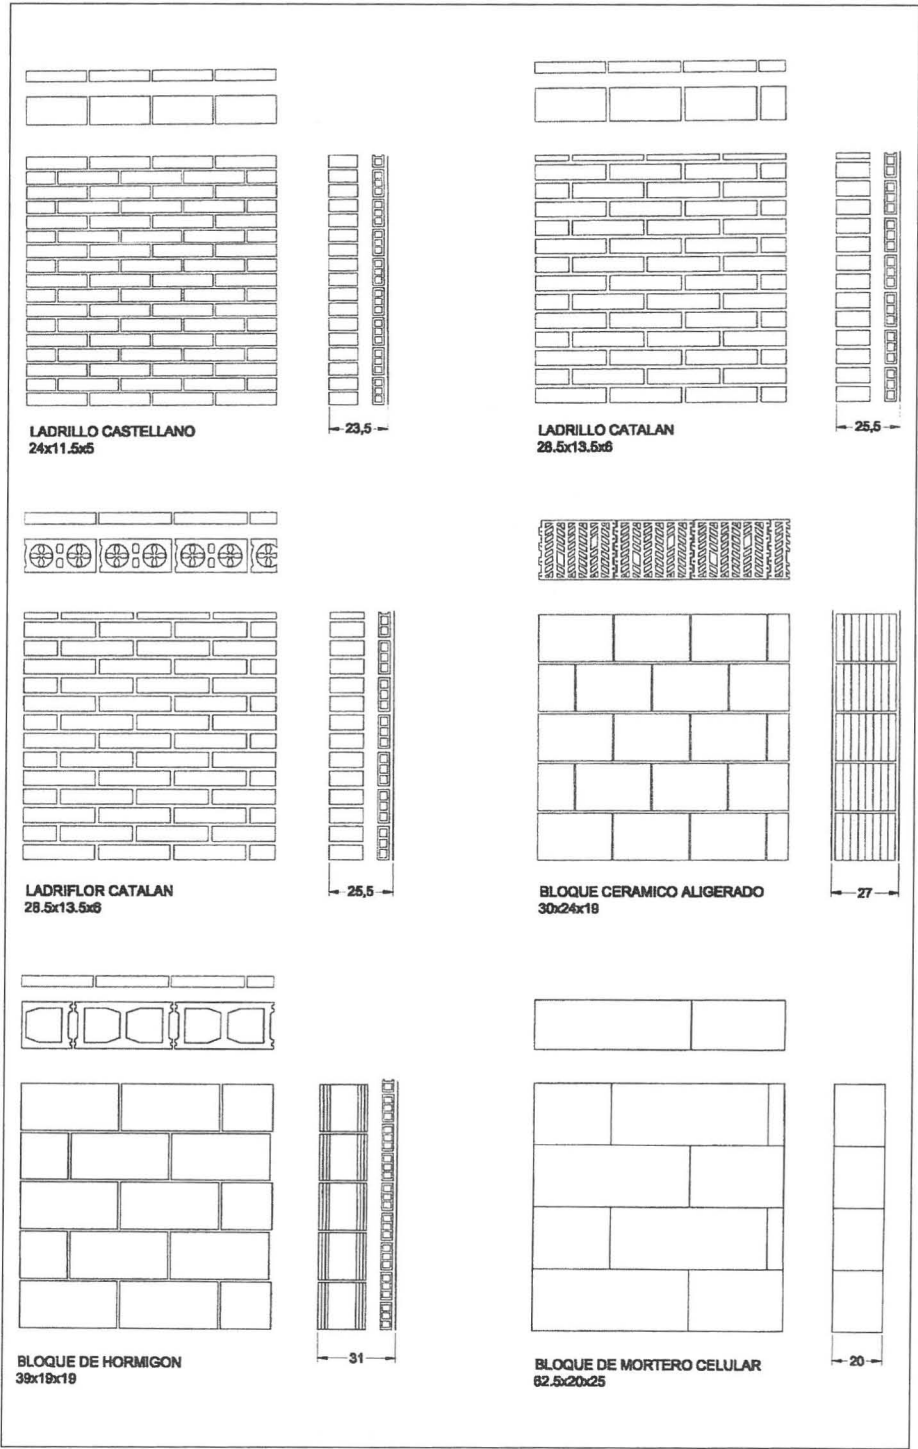 23,5
LADRILLO CASTELLANO
24x11.5x5
25,5
LADRILLO CATALAN
28.5x13.5x6
25,5
LADRIFLOR CATALAN
28.5x13.5x6
27
BLOQUE CERAMICO ALIGERADO
30x24x19
31
BLOQUE DE HORMIGON
39x19x19
20
BLOQUE DE MORTERO CELULAR
62.5x20x25